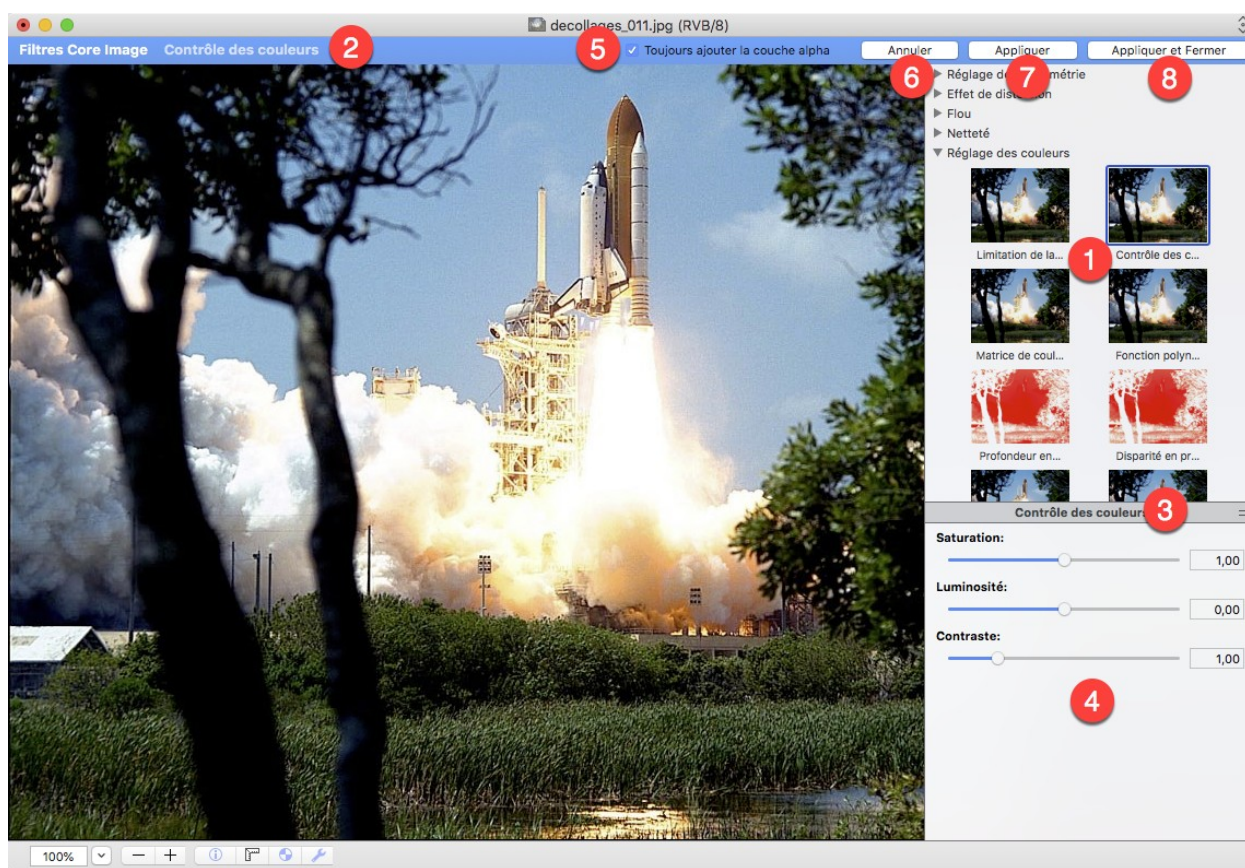 decollages_011.jpg (RVB/8)
Filtres Core Image Contrôle des couleurs 2 5 Toujours ajouter la couche alpha Annuler Appliquer Appliquer et Fermer
6 7 8
Réglage de métrie
Effet de
Flou
Netteté
Réglage des couleurs
Limitation de la... 1 Contrôle des c...
Matrice de coul... Fonction polyn...
Profondeur en... Disparité en pr...
Contrôle des couleurs 3
Saturation:
1,00
Luminosité:
0,00
Contraste:
1,00
4
100%